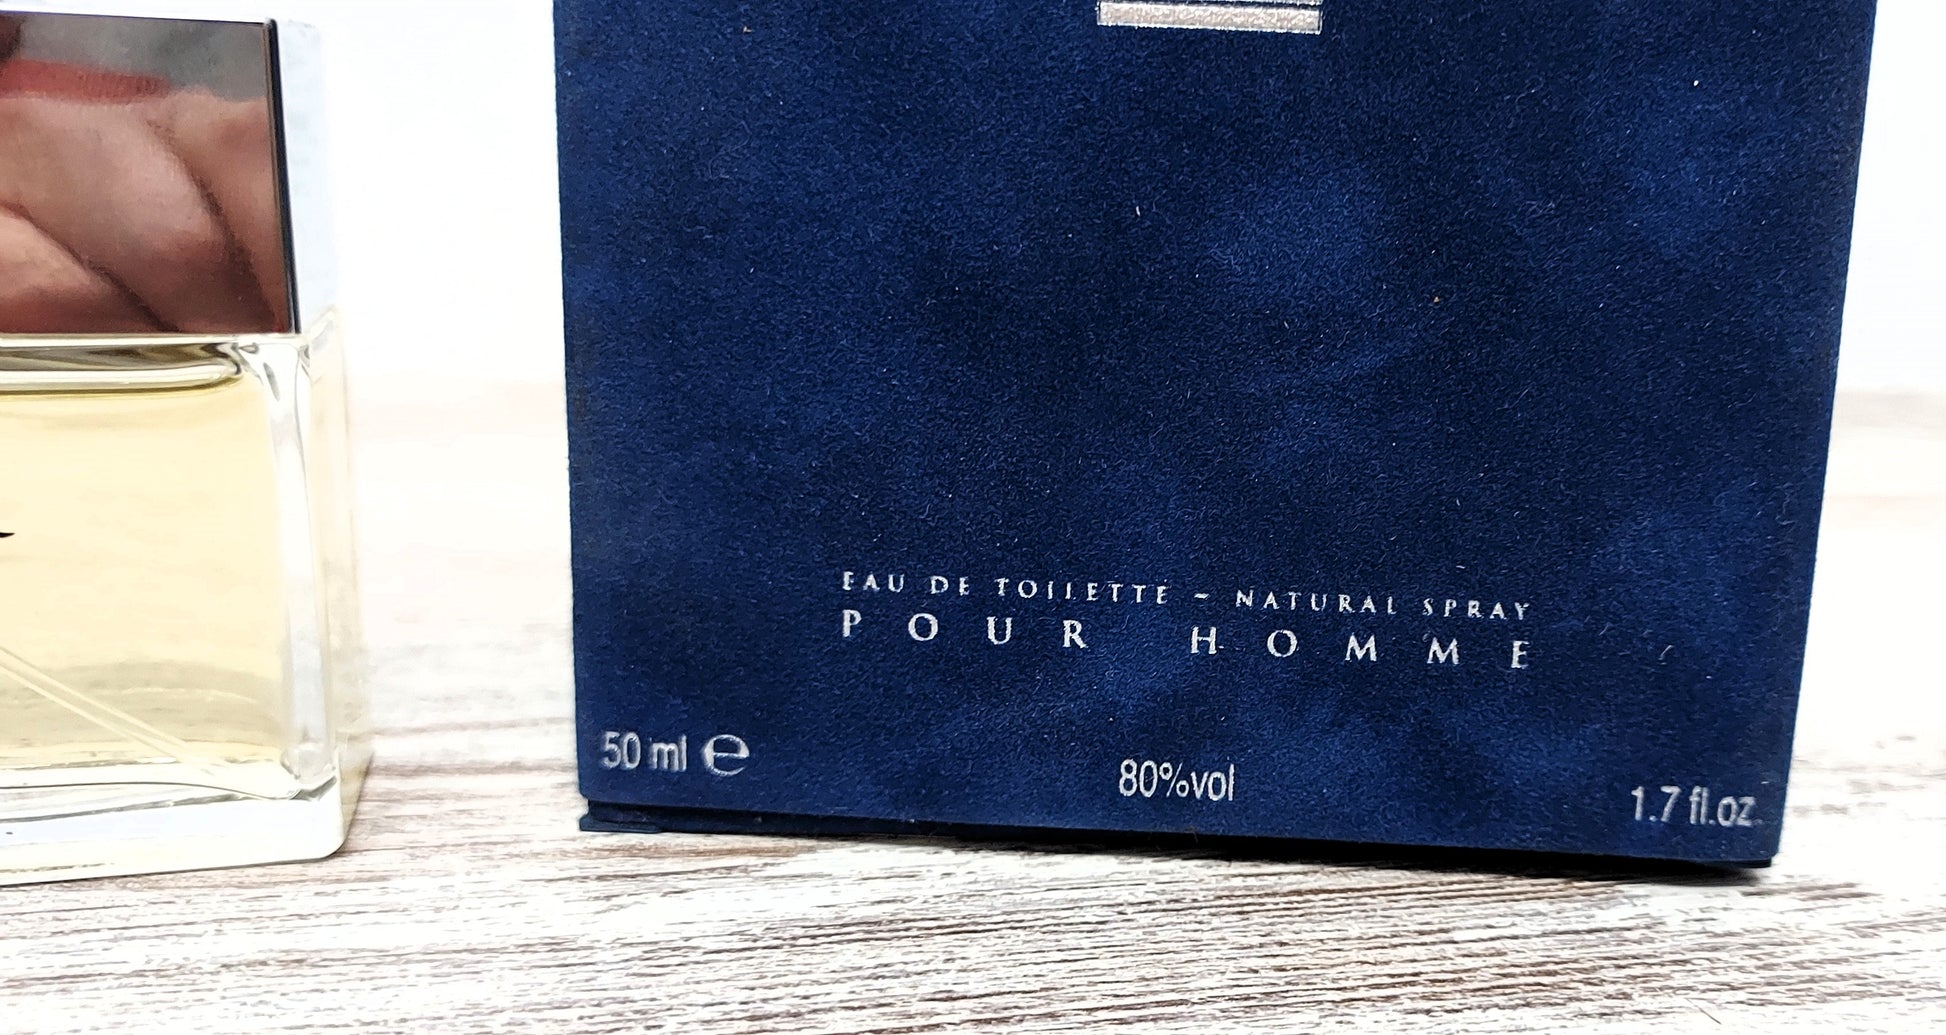 EAU DE TOILETTE – NATURAL SPRAY
POUR HOMME
50 ml ℮
80%vol
1.7 fl.oz.